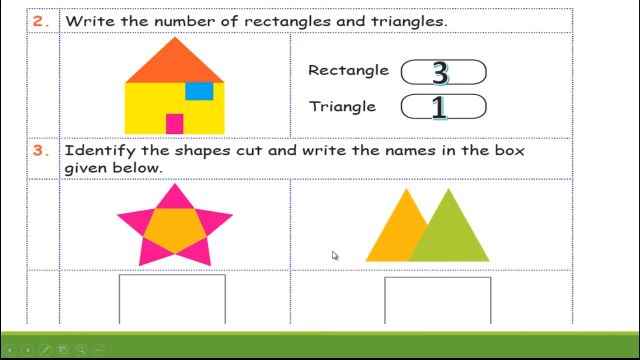 2. Write the number of rectangles and triangles.
Rectangle 3
Triangle 1
3. Identify the shapes cut and write the names in the box
given below.